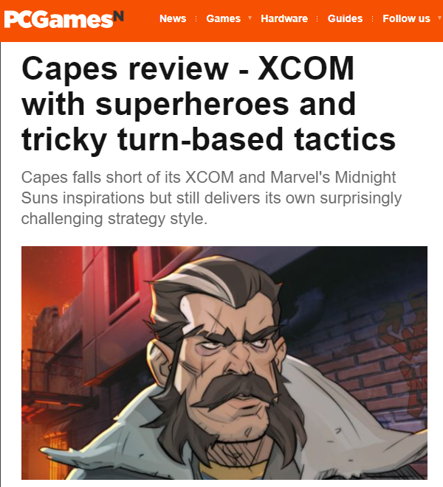 PCGamesN
News Games Hardware Guides Follow us
Capes review - XCOM
with superheroes and
tricky turn-based tactics
Capes falls short of its XCOM and Marvel's Midnight
Suns inspirations but still delivers its own surprisingly
challenging strategy style.